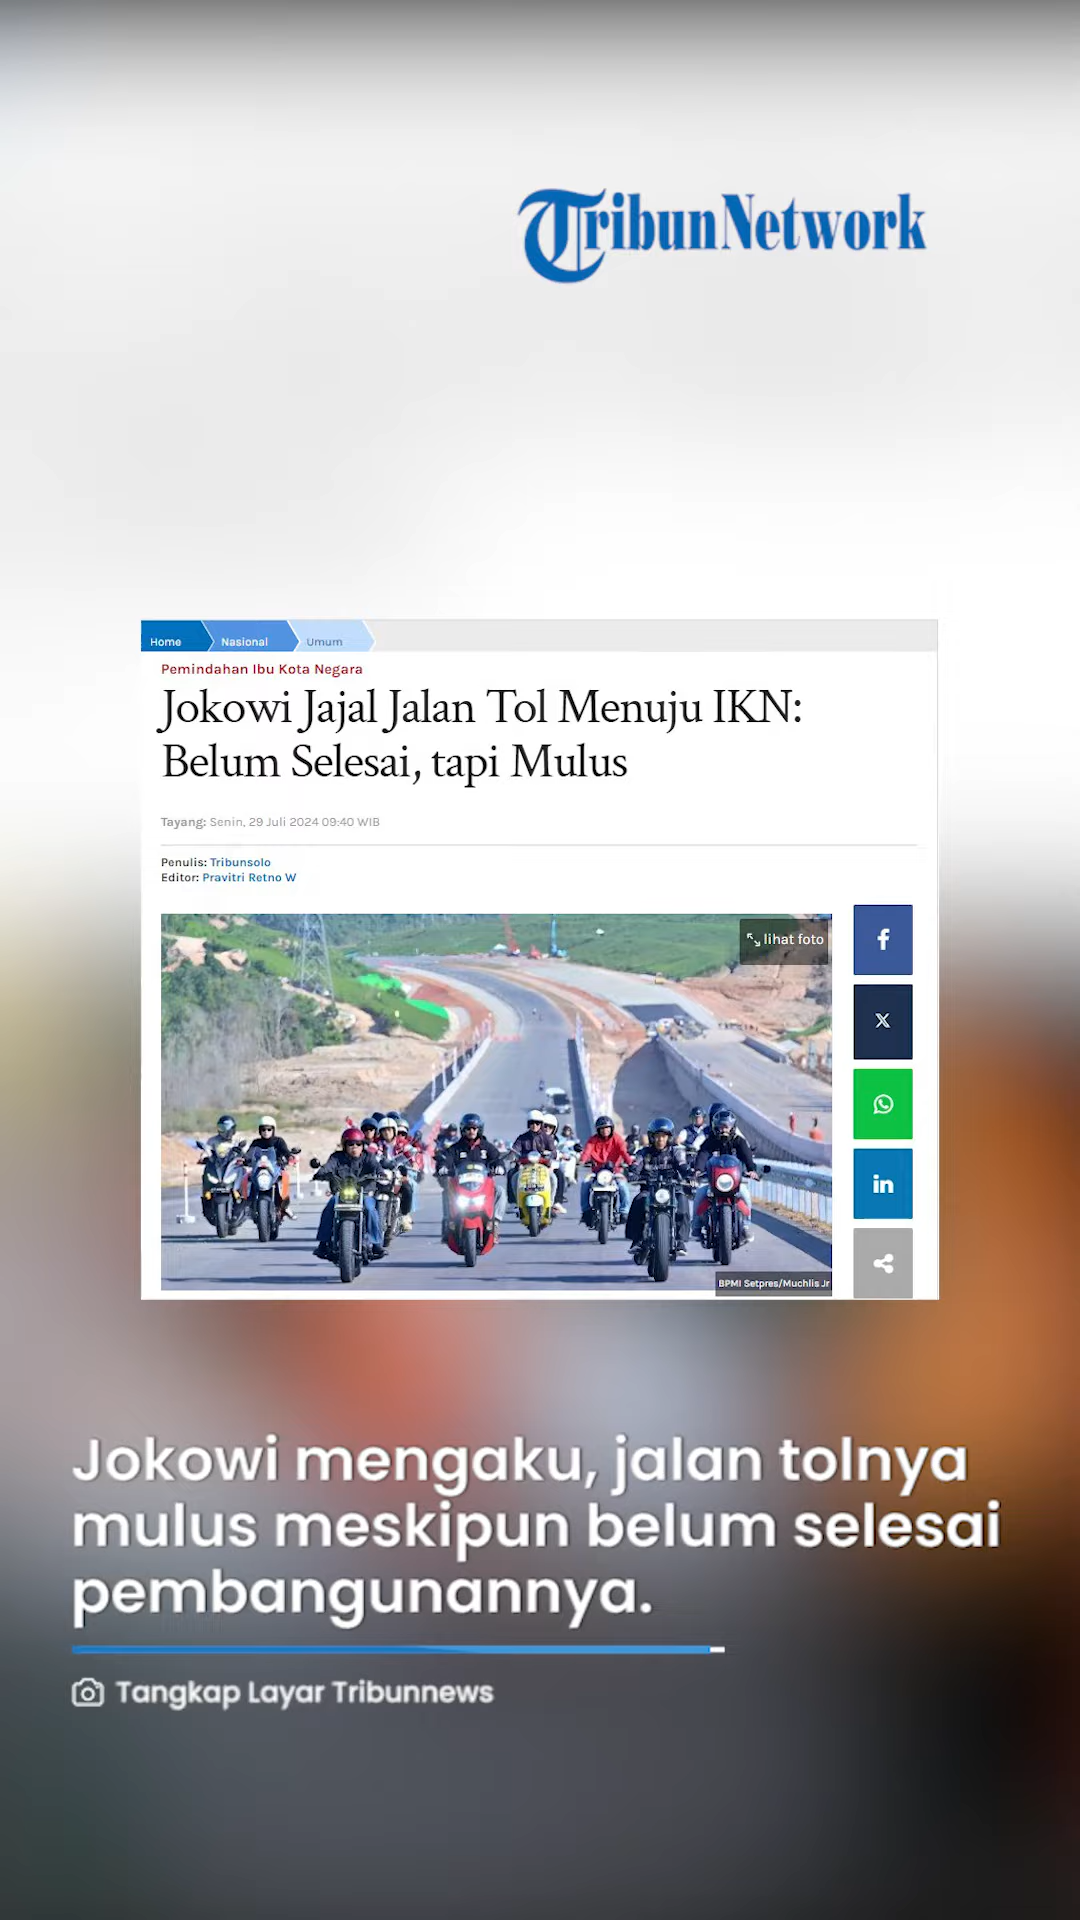 TribunNetwork
Home
Nasional
Umum
Pemindahan Ibu Kota Negara
Jokowi Jajal Jalan Tol Menuju IKN:
Belum Selesai, tapi Mulus
Tayang: Senin, 29 Juli 2024 09:40 WIB
Penulis: Tribunsolo
Editor: Pravitri Retno W
lihat foto
BPMI Setpres/Muchlis Jr
Jokowi mengaku, jalan tolnya
mulus meskipun belum selesai
pembangunannya.
Tangkap Layar Tribunnews